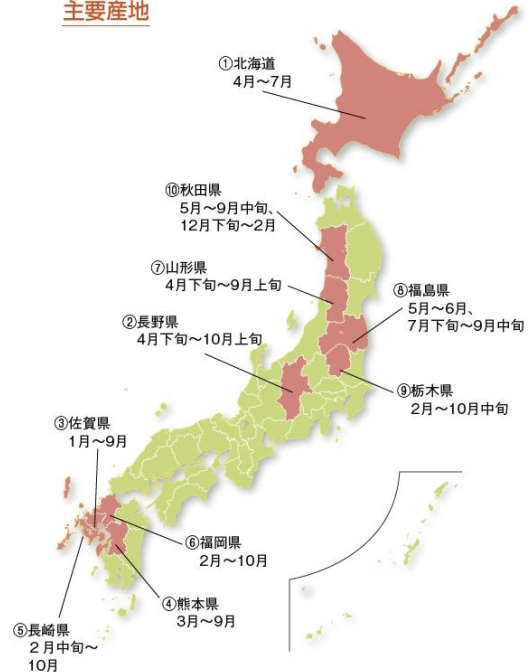 主要産地
①北海道
4月〜7月
⑩秋田県
5月〜9月中旬、
12月下旬〜2月
⑦山形県
4月下旬〜9月上旬
⑧福島県
5月〜6月、
7月下旬〜9月中旬
②長野県
4月下旬〜10月上旬
⑨栃木県
2月〜10月中旬
③佐賀県
1月〜9月
⑥福岡県
2月〜10月
④熊本県
3月〜9月
⑤長崎県
２月中旬〜
10月